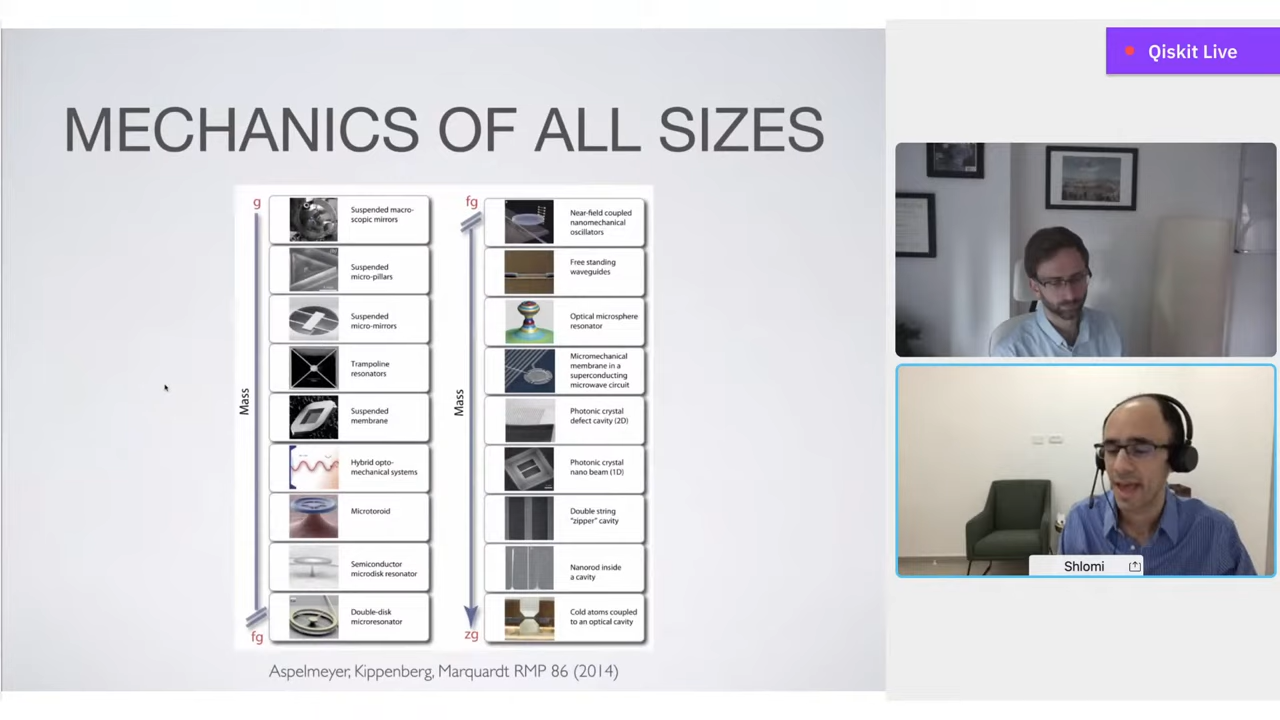 Qiskit Live
MECHANICS OF ALL SIZES
g
Mass
fg
Suspended macro-
scopic mirrors
Suspended
micro-pillars
Suspended
micro-mirrors
Trampoline
resonators
Suspended
membrane
Hybrid opto-
mechanical systems
Microtoroid
Semiconductor
microdisk resonator
Double-disk
microresonator
fg
Mass
zg
Near-field coupled
nanomechanical
oscillators
Free standing
waveguides
Optical microsphere
resonator
Micromechanical
membrane in a
superconducting
microwave circuit
Photonic crystal
defect cavity (2D)
Photonic crystal
nano beam (1D)
Double string
"zipper" cavity
Nanorod inside
a cavity
Cold atoms coupled
to an optical cavity
Aspelmeyer, Kippenberg, Marquardt RMP 86 (2014)
Shlomi